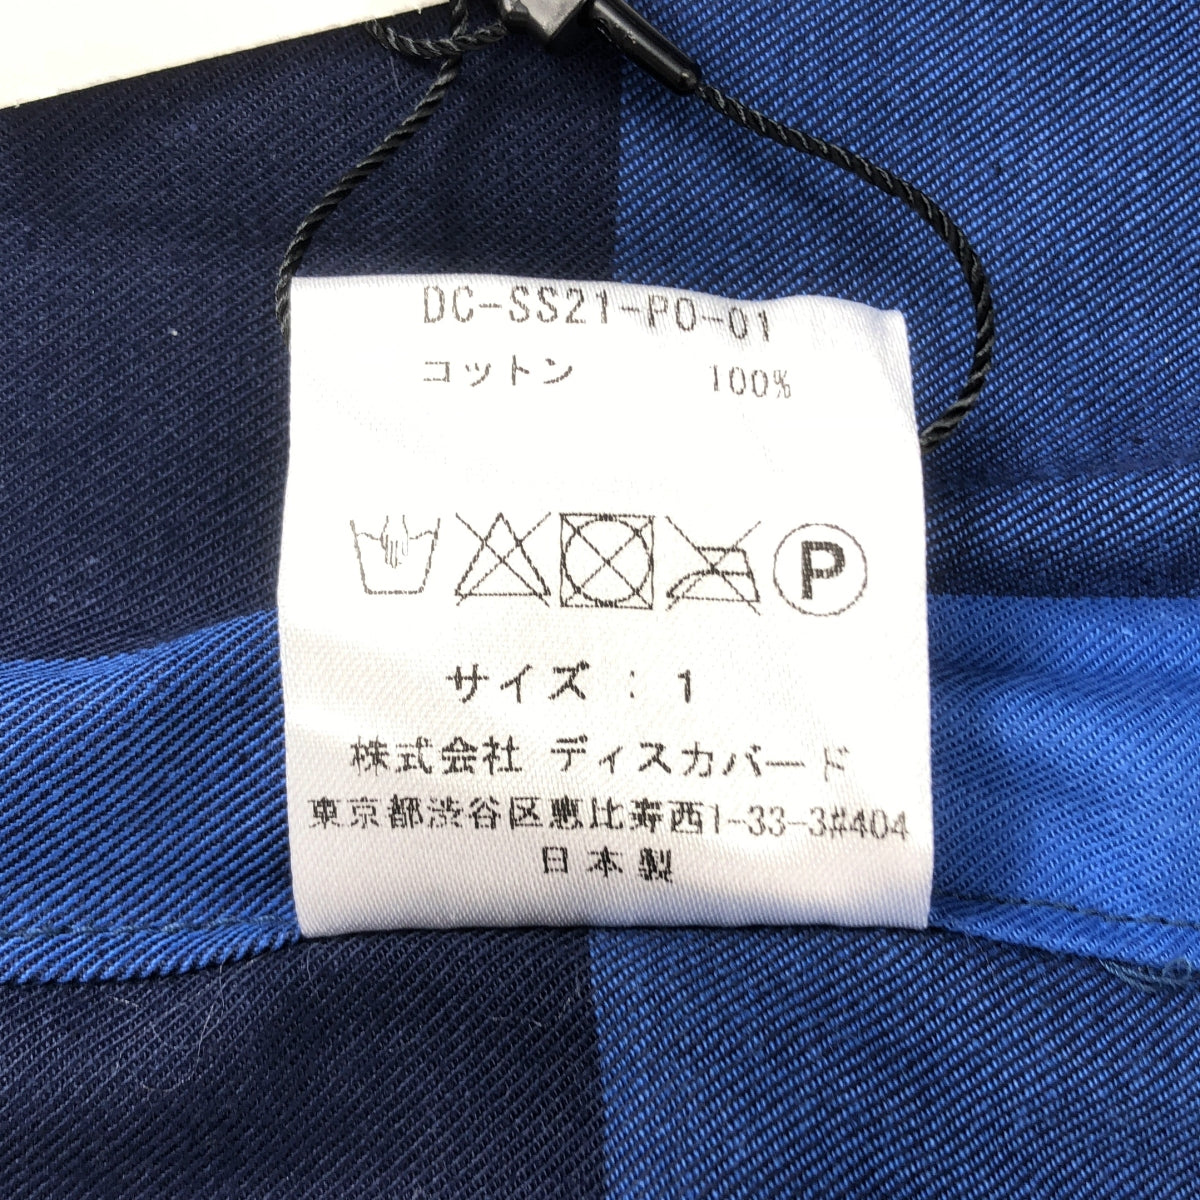 DC-SS21-PO-01
コットン 100%
P
サイズ : 1
株式会社 ディスカバード
東京都渋谷区恵比寿西1-33-3#404
日本製